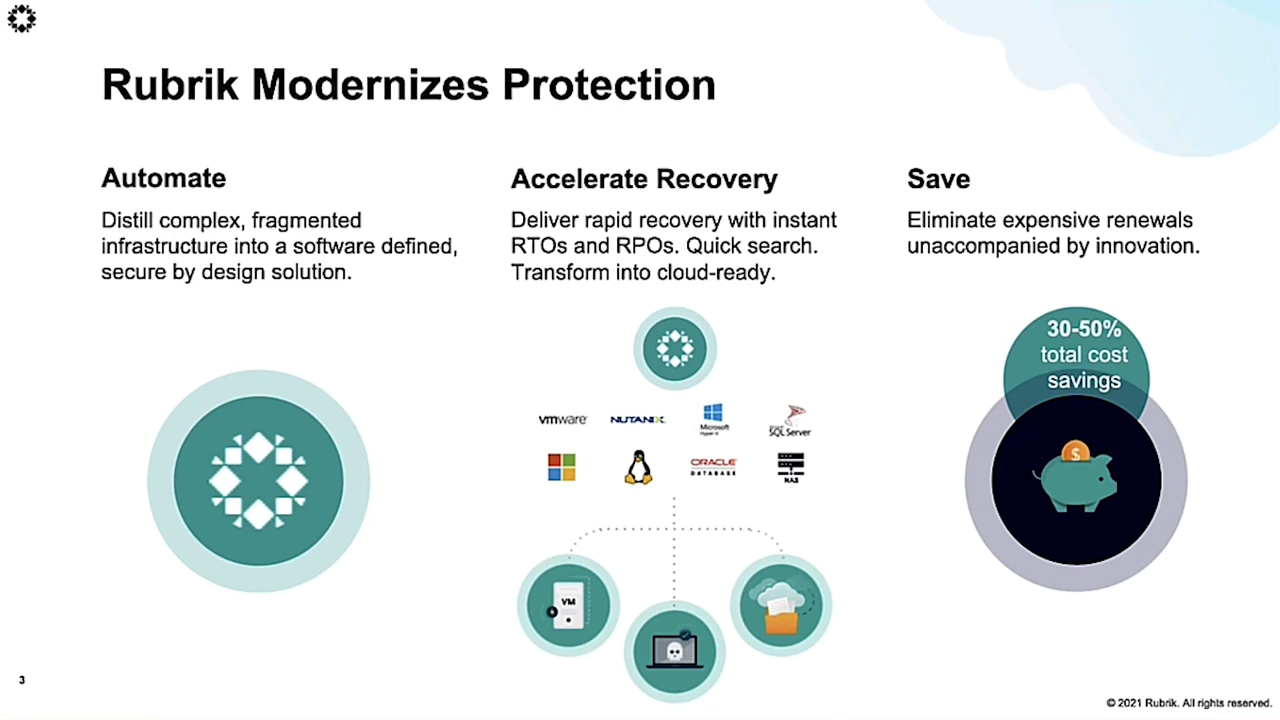 Rubrik Modernizes Protection
Automate
Distill complex, fragmented
infrastructure into a software defined,
secure by design solution.
Accelerate Recovery
Deliver rapid recovery with instant
RTOs and RPOs. Quick search.
Transform into cloud-ready.
Save
Eliminate expensive renewals
unaccompanied by innovation.
vmware
NUTANIX
Microsoft
Hyper-V
SQL Server
ORACLE
DATABASE
NAS
VM
30-50%
total cost
savings
$
3
© 2021 Rubrik. All rights reserved.